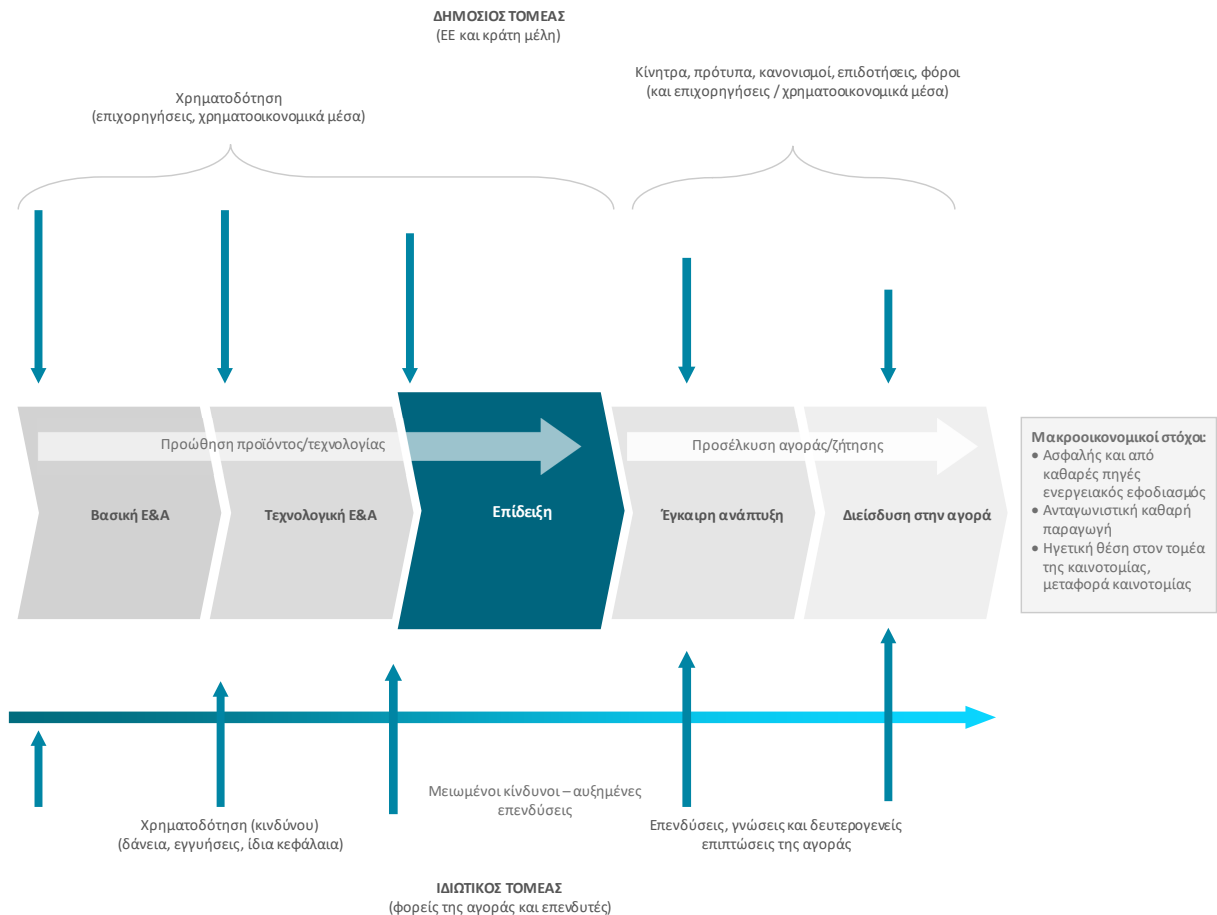 ΔΗΜΟΣΙΟΣ ΤΟΜΕΑΣ
(ΕΕ και κράτη μέλη)
Κίνητρα, πρότυπα, κανονισμοί, επιδοτήσεις, φόροι
(και επιχορηγήσεις / χρηματοοικονομικά μέσα)
Χρηματοδότηση
(επιχορηγήσεις, χρηματοοικονομικά μέσα)
Προώθηση προϊόντος/τεχνολογίας
Προσέλκυση αγοράς/ζήτησης
Βασική Ε&Α
Τεχνολογική Ε&Α
Επίδειξη
Έγκαιρη ανάπτυξη
Διείσδυση στην αγορά
Μακροοικονομικοί στόχοι:
• Ασφαλής και από
καθαρές πηγές
ενεργειακός εφοδιασμός
• Ανταγωνιστική καθαρή
παραγωγή
• Ηγετική θέση στον τομέα
της καινοτομίας,
μεταφορά καινοτομίας
Μειωμένοι κίνδυνοι – αυξημένες
επενδύσεις
Χρηματοδότηση (κινδύνου)
(δάνεια, εγγυήσεις, ίδια κεφάλαια)
Επενδύσεις, γνώσεις και δευτερογενείς
επιπτώσεις της αγοράς
ΙΔΙΩΤΙΚΟΣ ΤΟΜΕΑΣ
(φορείς της αγοράς και επενδυτές)